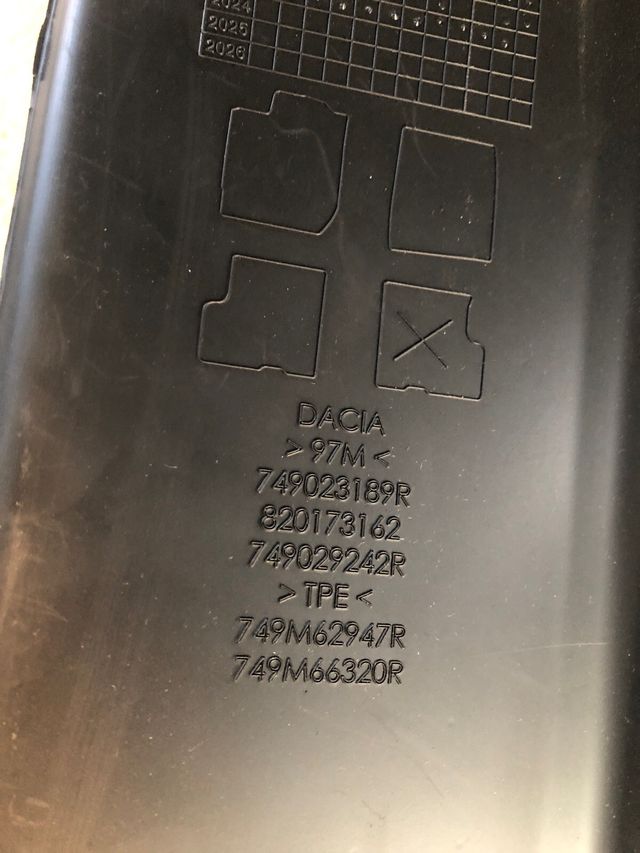 2024
2025
2026
DACIA
> 97M <
749023189R
820173162
749029242R
> TPE <
749M62947R
749M66320R